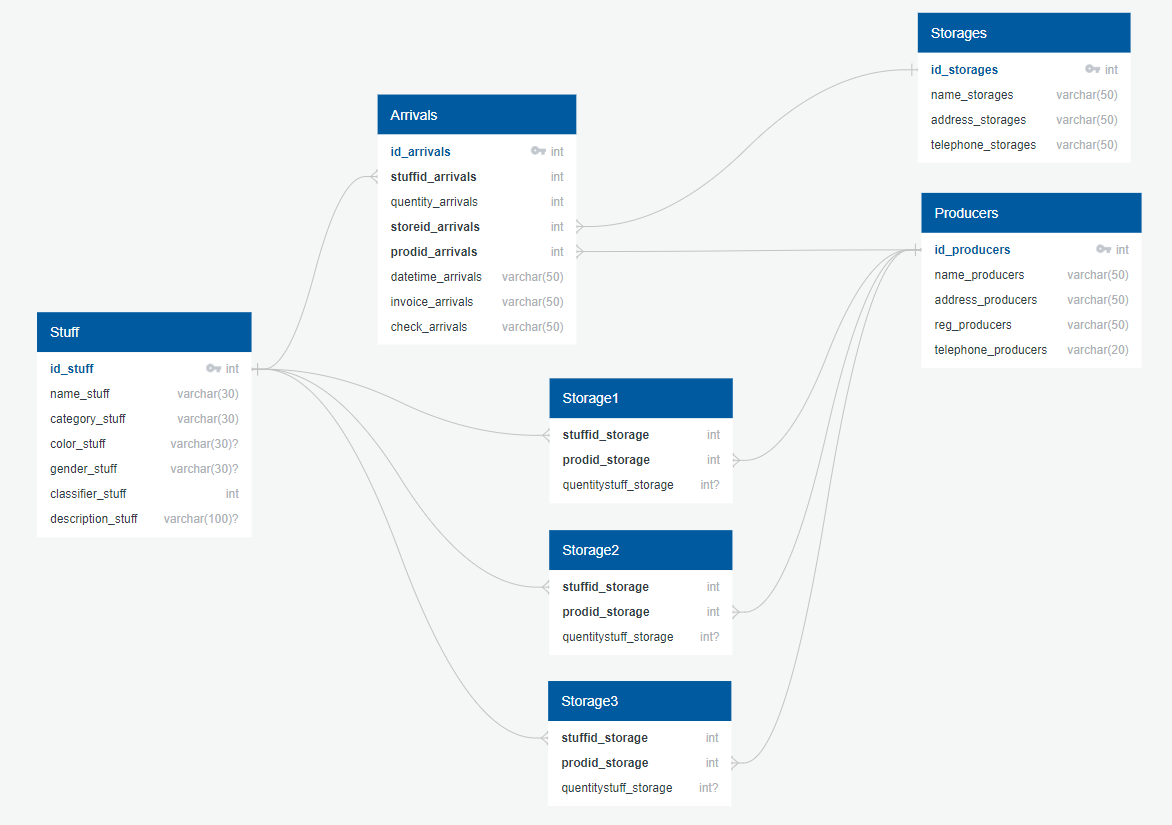 Storages
id_storages int
name_storages varchar(50)
address_storages varchar(50)
telephone_storages varchar(50)
Arrivals
id_arrivals int
stuffid_arrivals int
quantity_arrivals int
storeid_arrivals int
prodid_arrivals int
datetime_arrivals varchar(50)
invoice_arrivals varchar(50)
check_arrivals varchar(50)
Producers
id_producers int
name_producers varchar(50)
address_producers varchar(50)
reg_producers varchar(50)
telephone_producers varchar(20)
Stuff
id_stuff int
name_stuff varchar(30)
category_stuff varchar(30)
color_stuff varchar(30)?
gender_stuff varchar(30)?
classifier_stuff int
description_stuff varchar(100)?
Storage1
stuffid_storage int
prodid_storage int
quentitystuff_storage int?
Storage2
stuffid_storage int
prodid_storage int
quentitystuff_storage int?
Storage3
stuffid_storage int
prodid_storage int
quentitystuff_storage int?